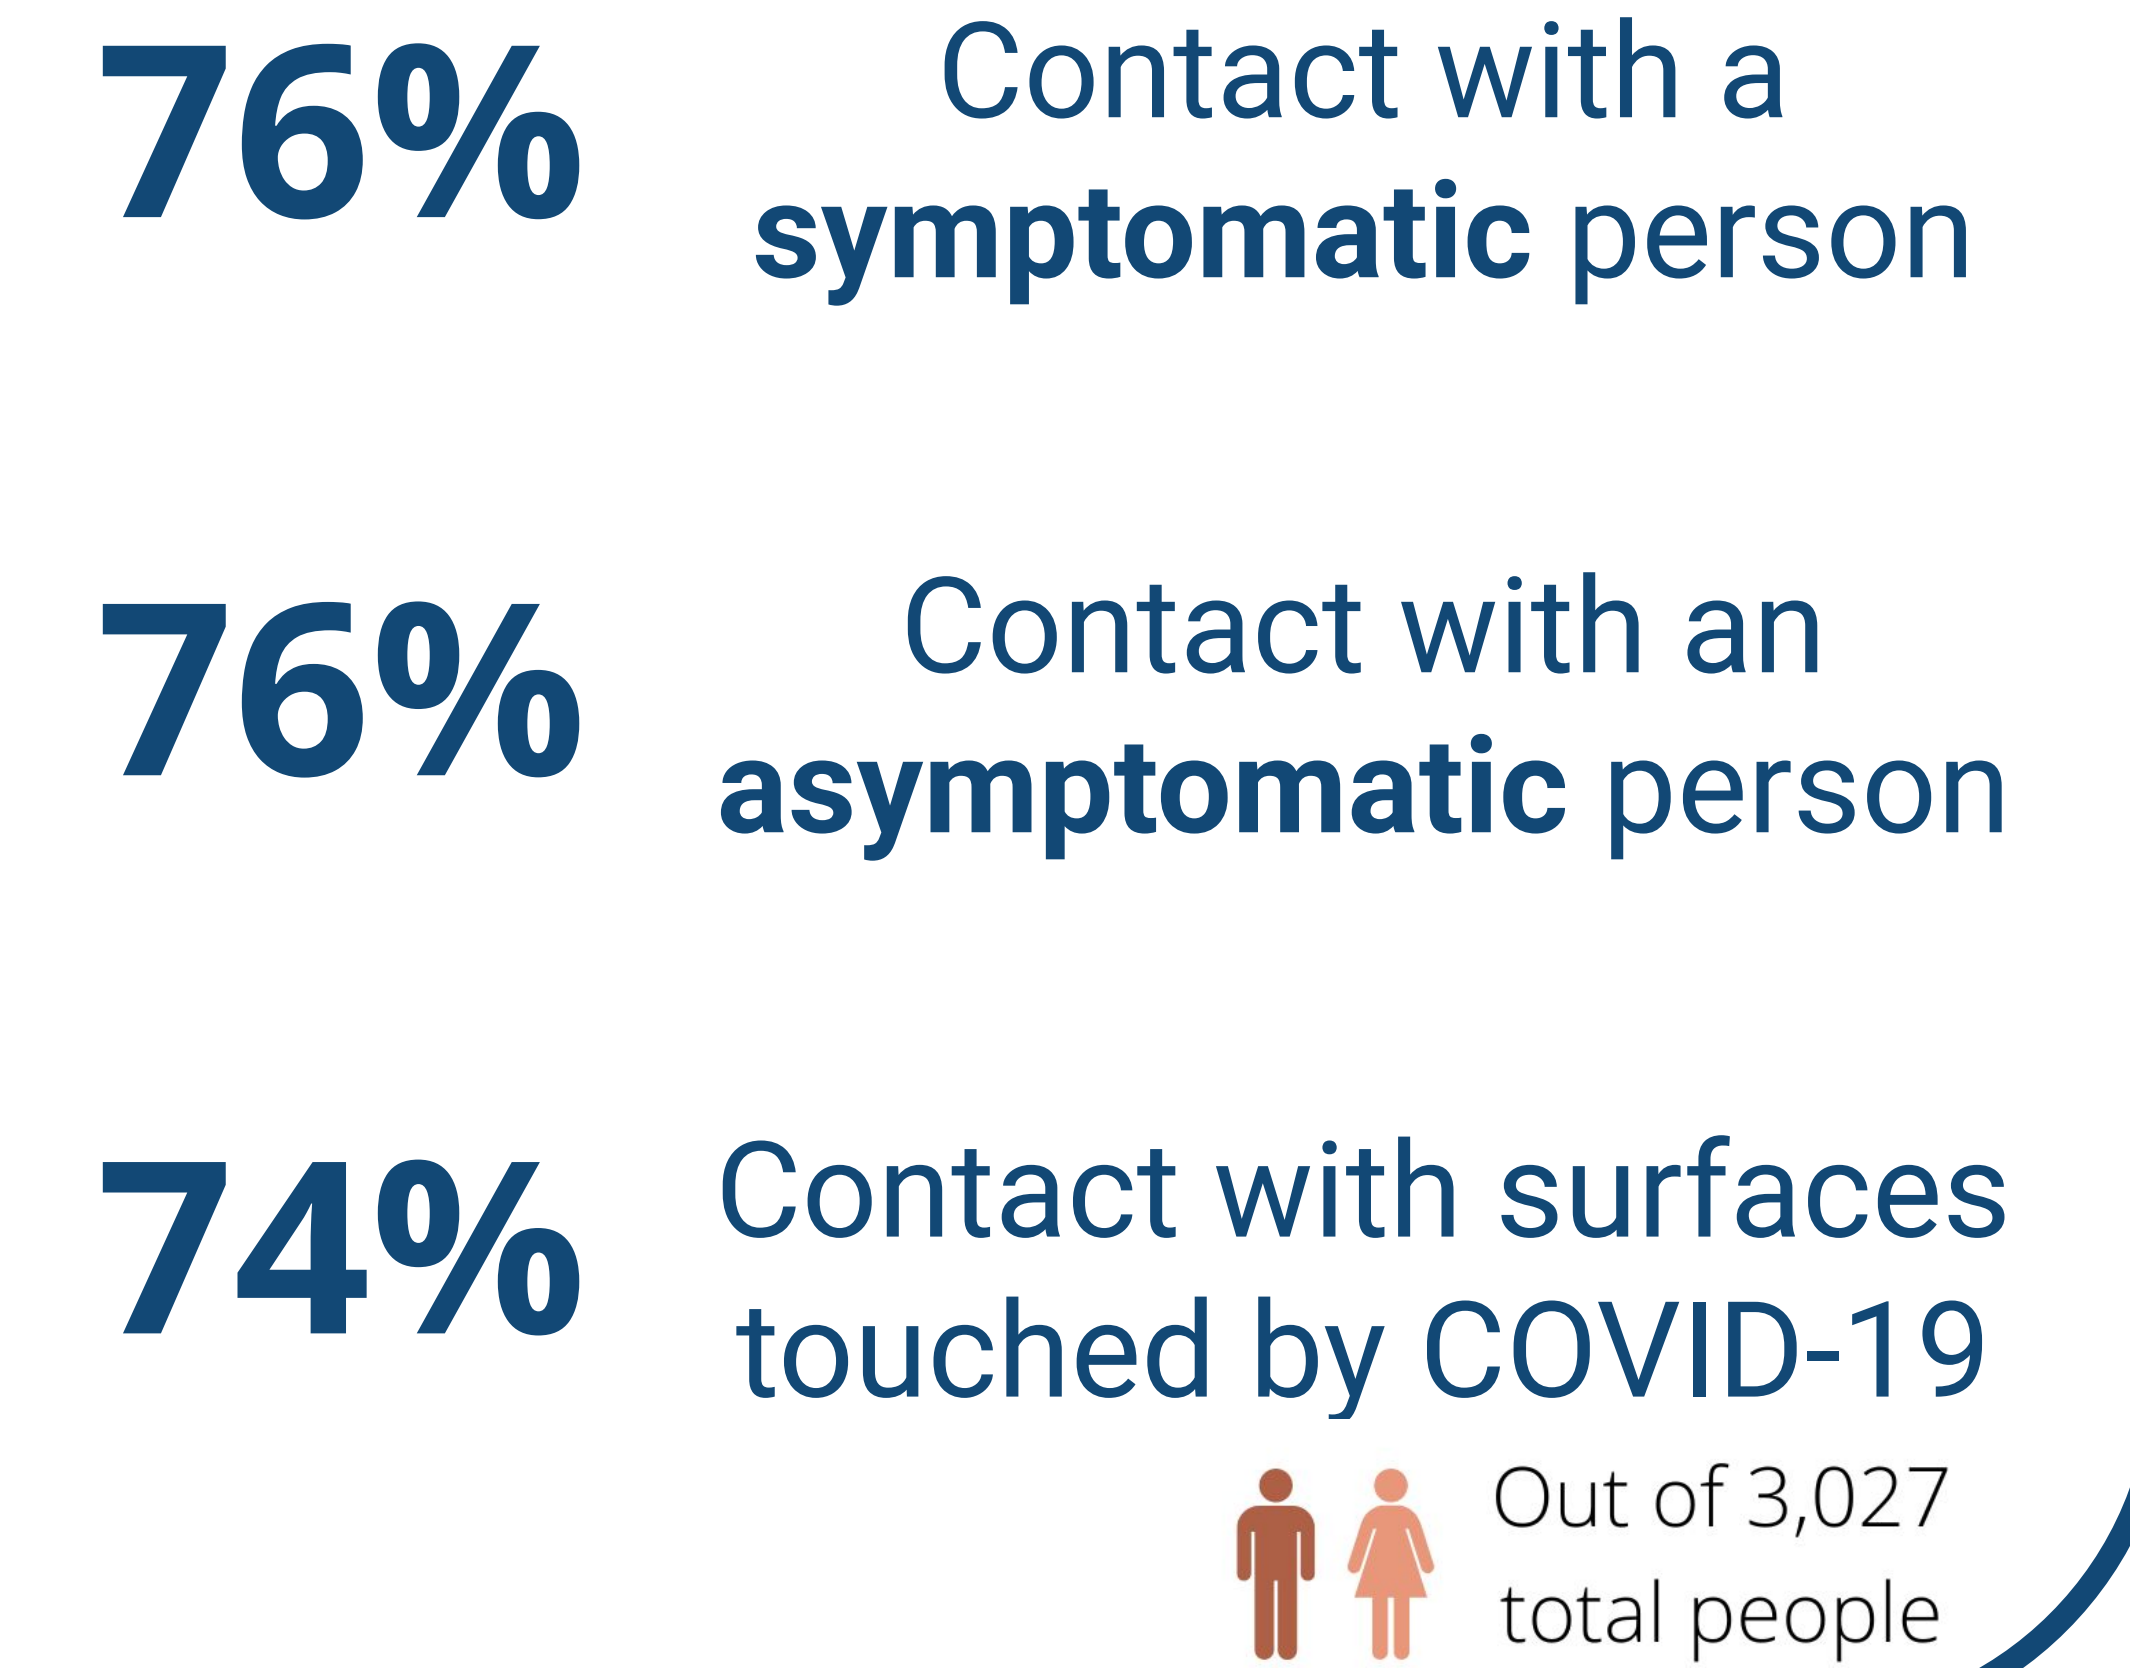 76%
Contact with a
symptomatic person
76%
Contact with an
asymptomatic person
74%
Contact with surfaces
touched by COVID-19
Out of 3,027
total people